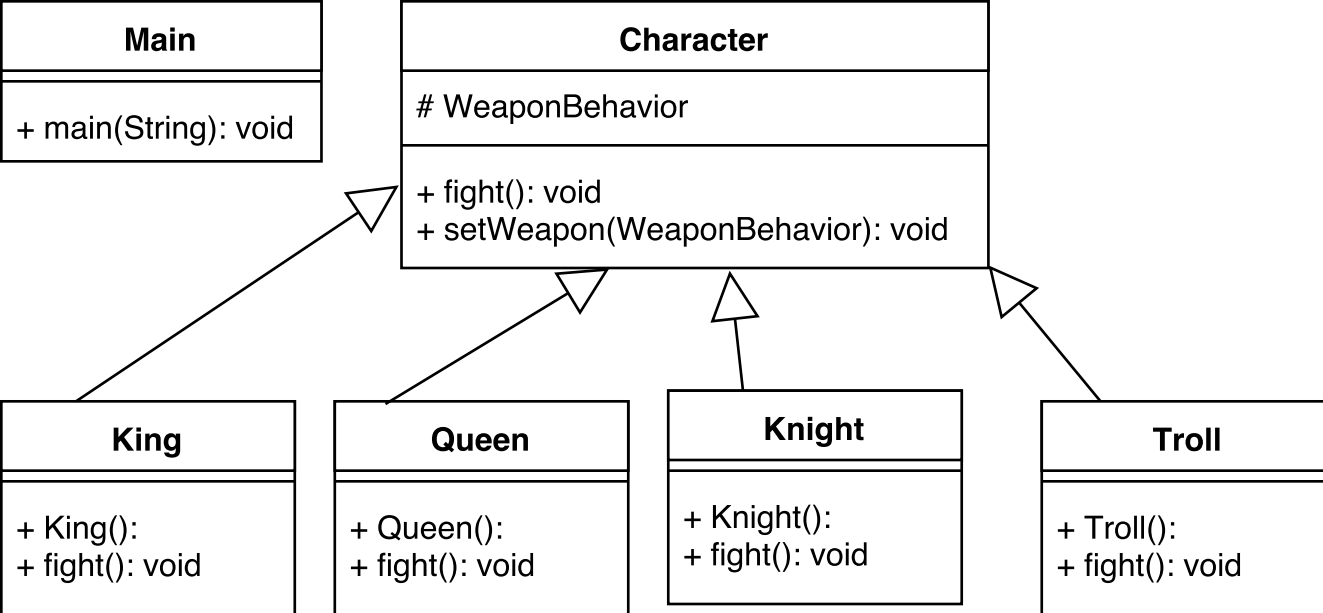 Main
+ main(String): void
Character
# WeaponBehavior
+ fight(): void
+ setWeapon(WeaponBehavior): void
King
+ King():
+ fight(): void
Queen
+ Queen():
+ fight(): void
Knight
+ Knight():
+ fight(): void
Troll
+ Troll():
+ fight(): void